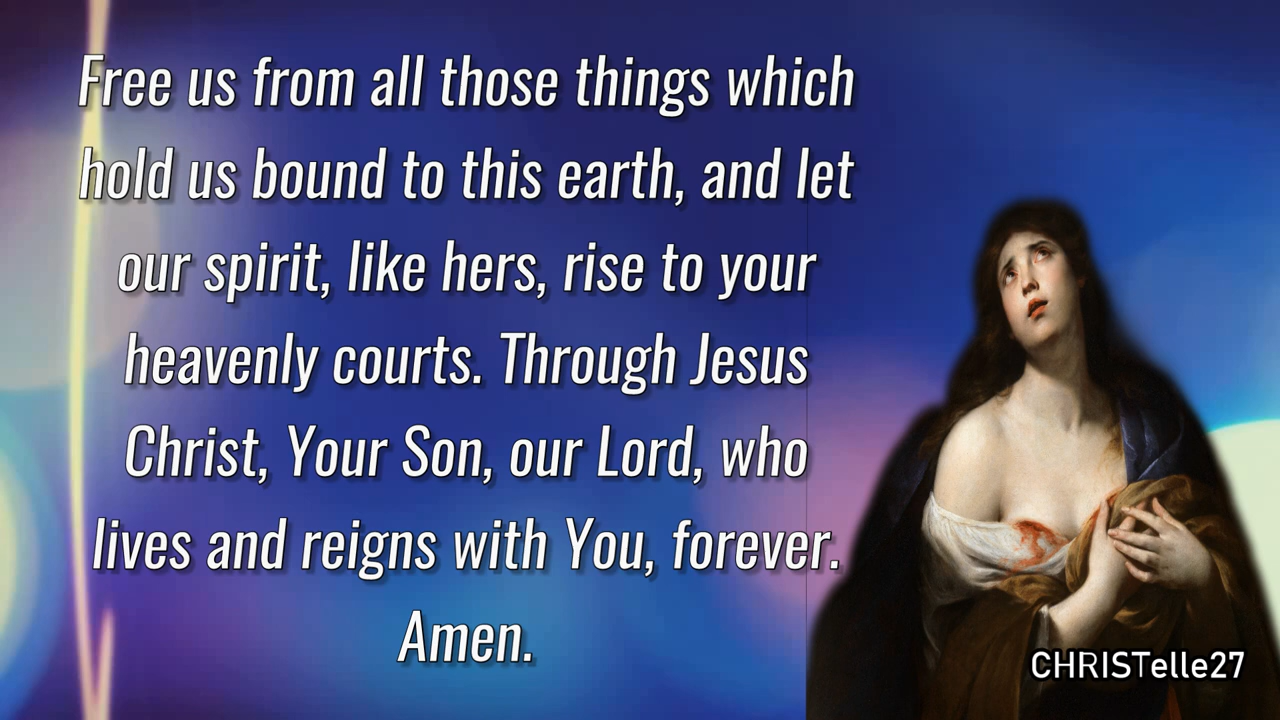 Free us from all those things which
hold us bound to this earth, and let
our spirit, like hers, rise to your
heavenly courts. Through Jesus
Christ, Your Son, our Lord, who
lives and reigns with You, forever.
Amen.
CHRISTelle27